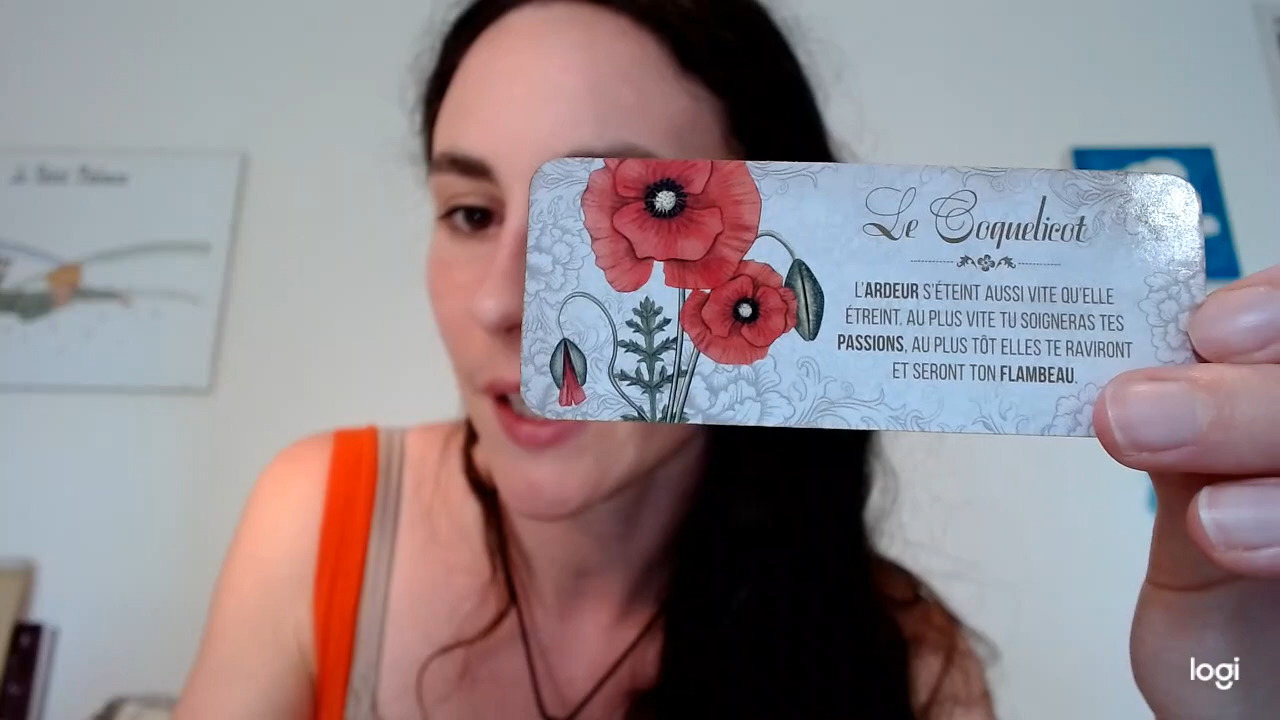 Le Coquelicot
L'ARDEUR S'ÉTEINT AUSSI VITE QU'ELLE
ÉTREINT. AU PLUS VITE TU SOIGNERAS TES
PASSIONS, AU PLUS TÔT ELLES TE RAVIRONT
ET SERONT TON FLAMBEAU.
logi